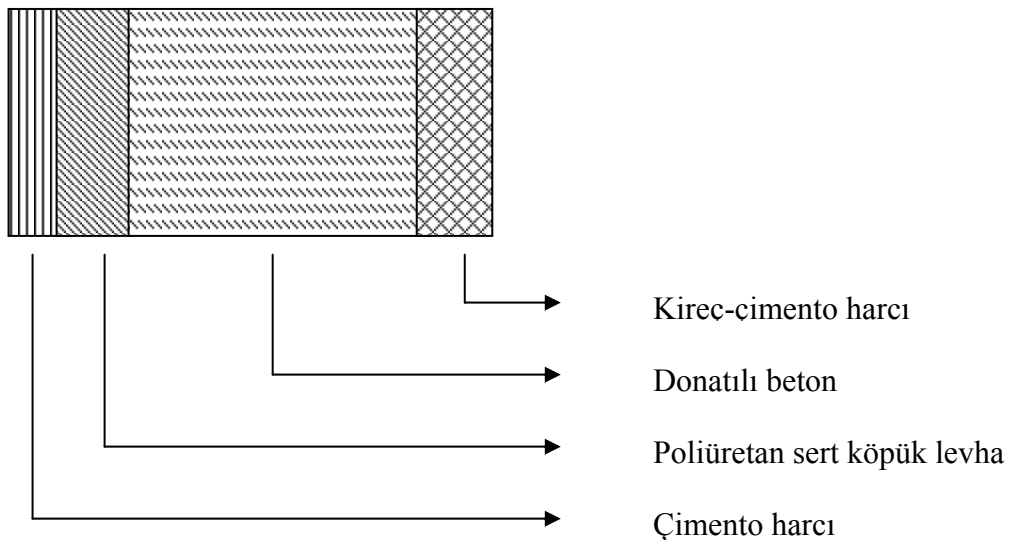 Kireç-çimento harcı
Donatılı beton
Poliüretan sert köpük levha
Çimento harcı